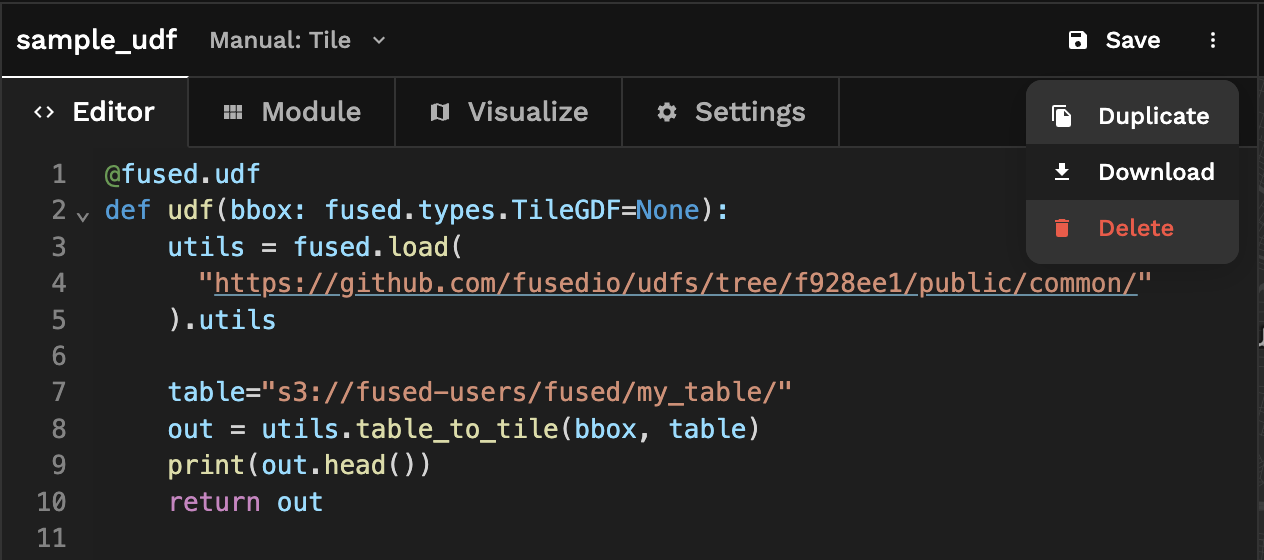 sample_udf Manual: Tile Save
Editor Module Visualize Settings
Duplicate
Download
Delete
1 @fused.udf
2 def udf(bbox: fused.types.TileGDF=None):
3     utils = fused.load(
4       "https://github.com/fusedio/udfs/tree/f928ee1/public/common/"
5     ).utils
6
7     table="s3://fused-users/fused/my_table/"
8     out = utils.table_to_tile(bbox, table)
9     print(out.head())
10     return out
11